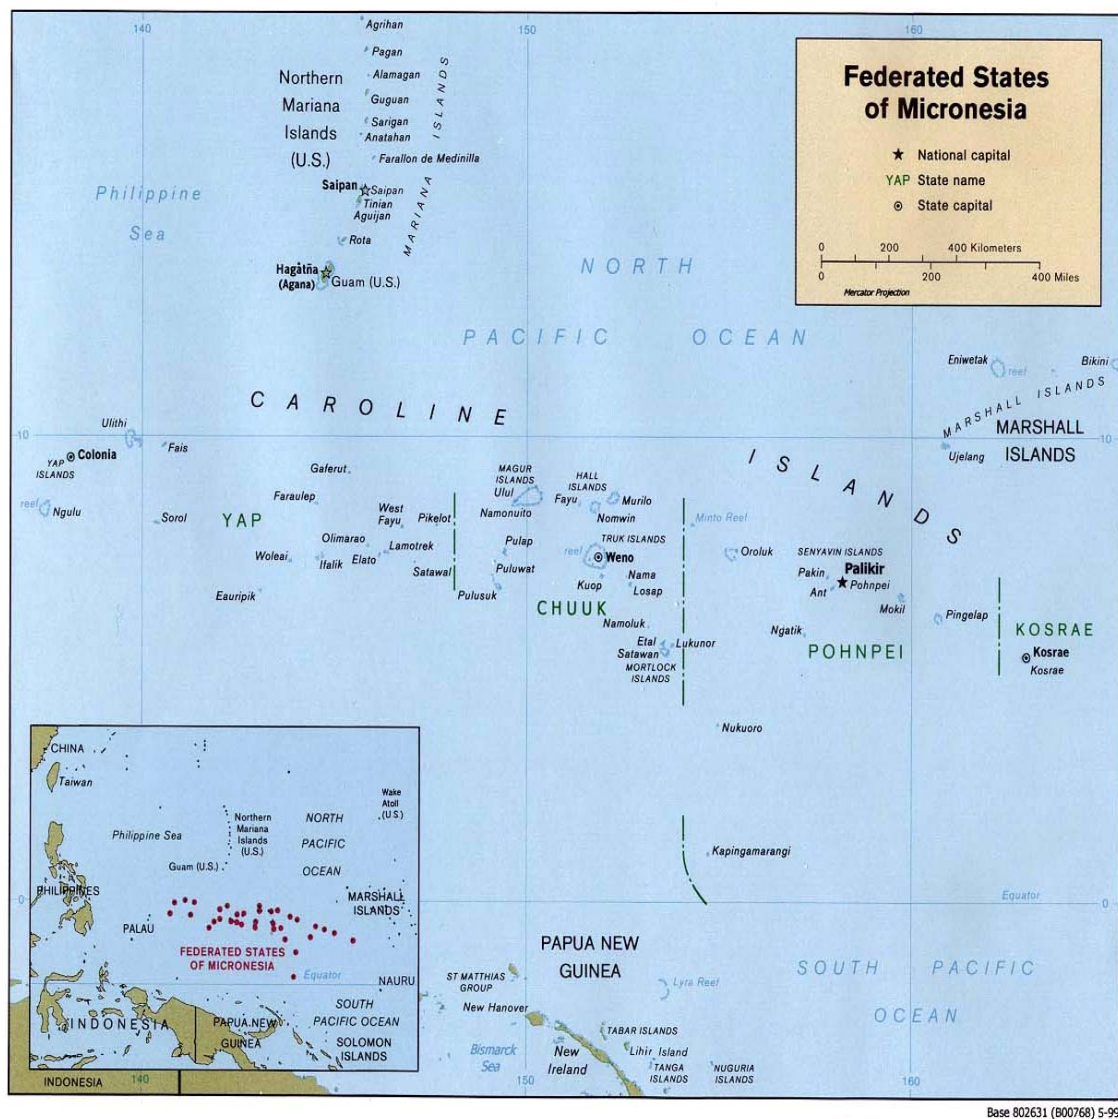 140
150
160
Agrihan
Pagan
Alamagan
Guguan
Sarigan
Anatahan
Farallon de Medinilla
Northern
Mariana
Islands
(U.S.)
MARIANA ISLANDS
Saipan
Saipan
Tinian
Aguijan
Rota
Hagåtña
(Agana)
Guam (U.S.)
Philippine
Sea
Federated States
of Micronesia
National capital
YAP State name
State capital
0 200 400 Kilometers
0 200 400 Miles
Mercator Projection
NORTH
PACIFIC OCEAN
Eniwetak
reef
Bikini
MARSHALL ISLANDS
MARSHALL
ISLANDS
Ujelang
CAROLINE ISLANDS
10
10
Ulithi
Fais
YAP
ISLANDS
Colonia
reef
Ngulu
Sorol
YAP
Gaferut
Faraulep
West
Fayu
Pikelot
Olimarao
Lamotrek
Woleai
Ifalik
Elato
Satawal
Eauripik
MAGUR
ISLANDS
Ulul
Namonuito
HALL
ISLANDS
Fayu
Murilo
Nomwin
Pulap
TRUK ISLANDS
reef
Weno
Puluwat
Pulusuk
Kuop
Nama
Losap
CHUUK
Namoluk
Etal
Lukunor
Satawan
MORTLOCK
ISLANDS
Minto Reef
Oroluk
SENYAVIN ISLANDS
Palikir
Pakin
Pohnpei
Ant
Mokil
Pingelap
Ngatik
POHNPEI
KOSRAE
Kosrae
Kosrae
Nukuoro
Kapingamarangi
0
Equator
0
PAPUA NEW
GUINEA
SOUTH PACIFIC
OCEAN
ST MATTHIAS
GROUP
New Hanover
Lyra Reef
TABAR ISLANDS
Bismarck
Sea
New
Ireland
Lihir Island
TANGA
ISLANDS
NUGURIA
ISLANDS
CHINA
Taiwan
Wake
Atoll
(U.S.)
Philippine Sea
Northern
Mariana
Islands
(U.S.)
NORTH
PACIFIC
OCEAN
Guam (U.S.)
PHILIPPINES
MARSHALL
ISLANDS
PALAU
FEDERATED STATES
OF MICRONESIA
Equator
NAURU
INDONESIA
PAPUA NEW
GUINEA
SOUTH
PACIFIC OCEAN
SOLOMON
ISLANDS
INDONESIA
140
150
160
Base 802631 (B00768) 5-99